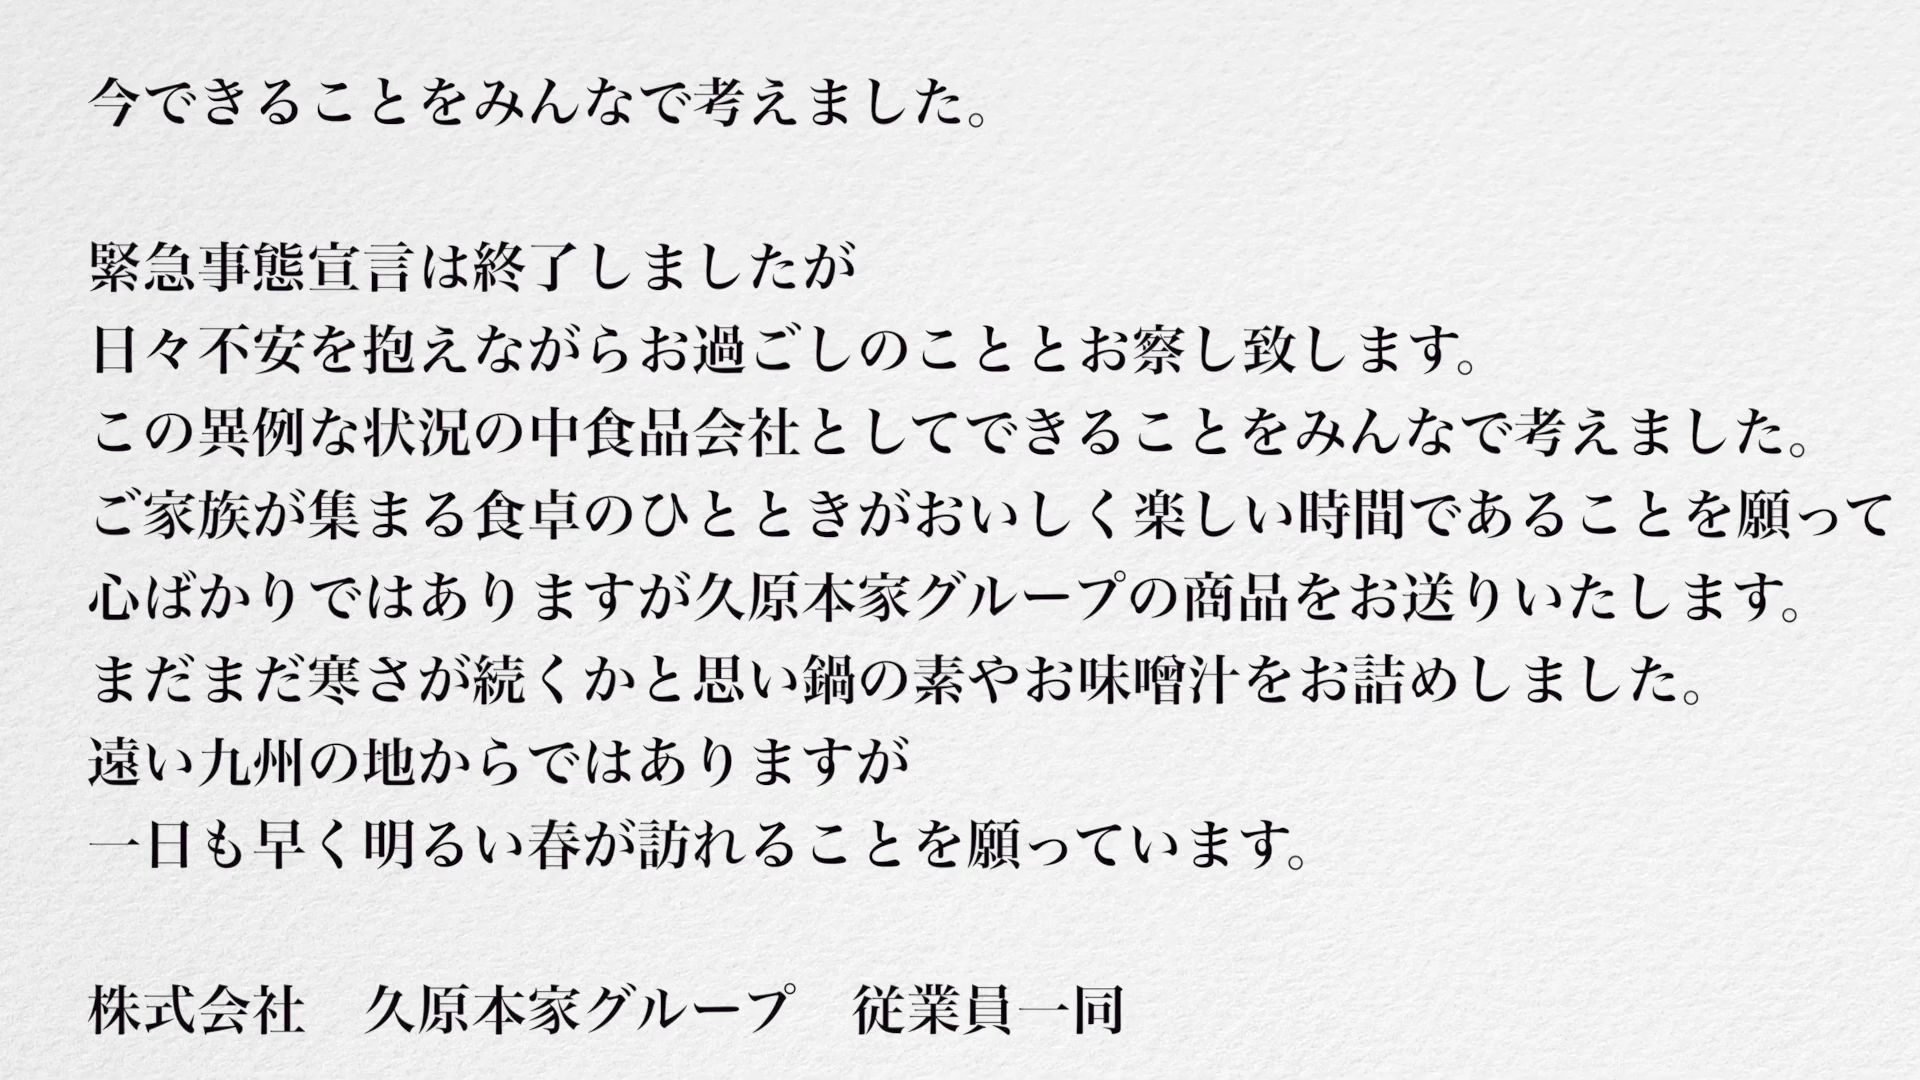 今できることをみんなで考えました。
緊急事態宣言は終了しましたが
日々不安を抱えながらお過ごしのこととお察し致します。
この異例な状況の中食品会社としてできることをみんなで考えました。
ご家族が集まる食卓のひとときがおいしく楽しい時間であることを願って
心ばかりではありますが久原本家グループの商品をお送りいたします。
まだまだ寒さが続くかと思い鍋の素やお味噌汁をお詰めしました。
遠い九州の地からではありますが
一日も早く明るい春が訪れることを願っています。
株式会社　久原本家グループ　従業員一同